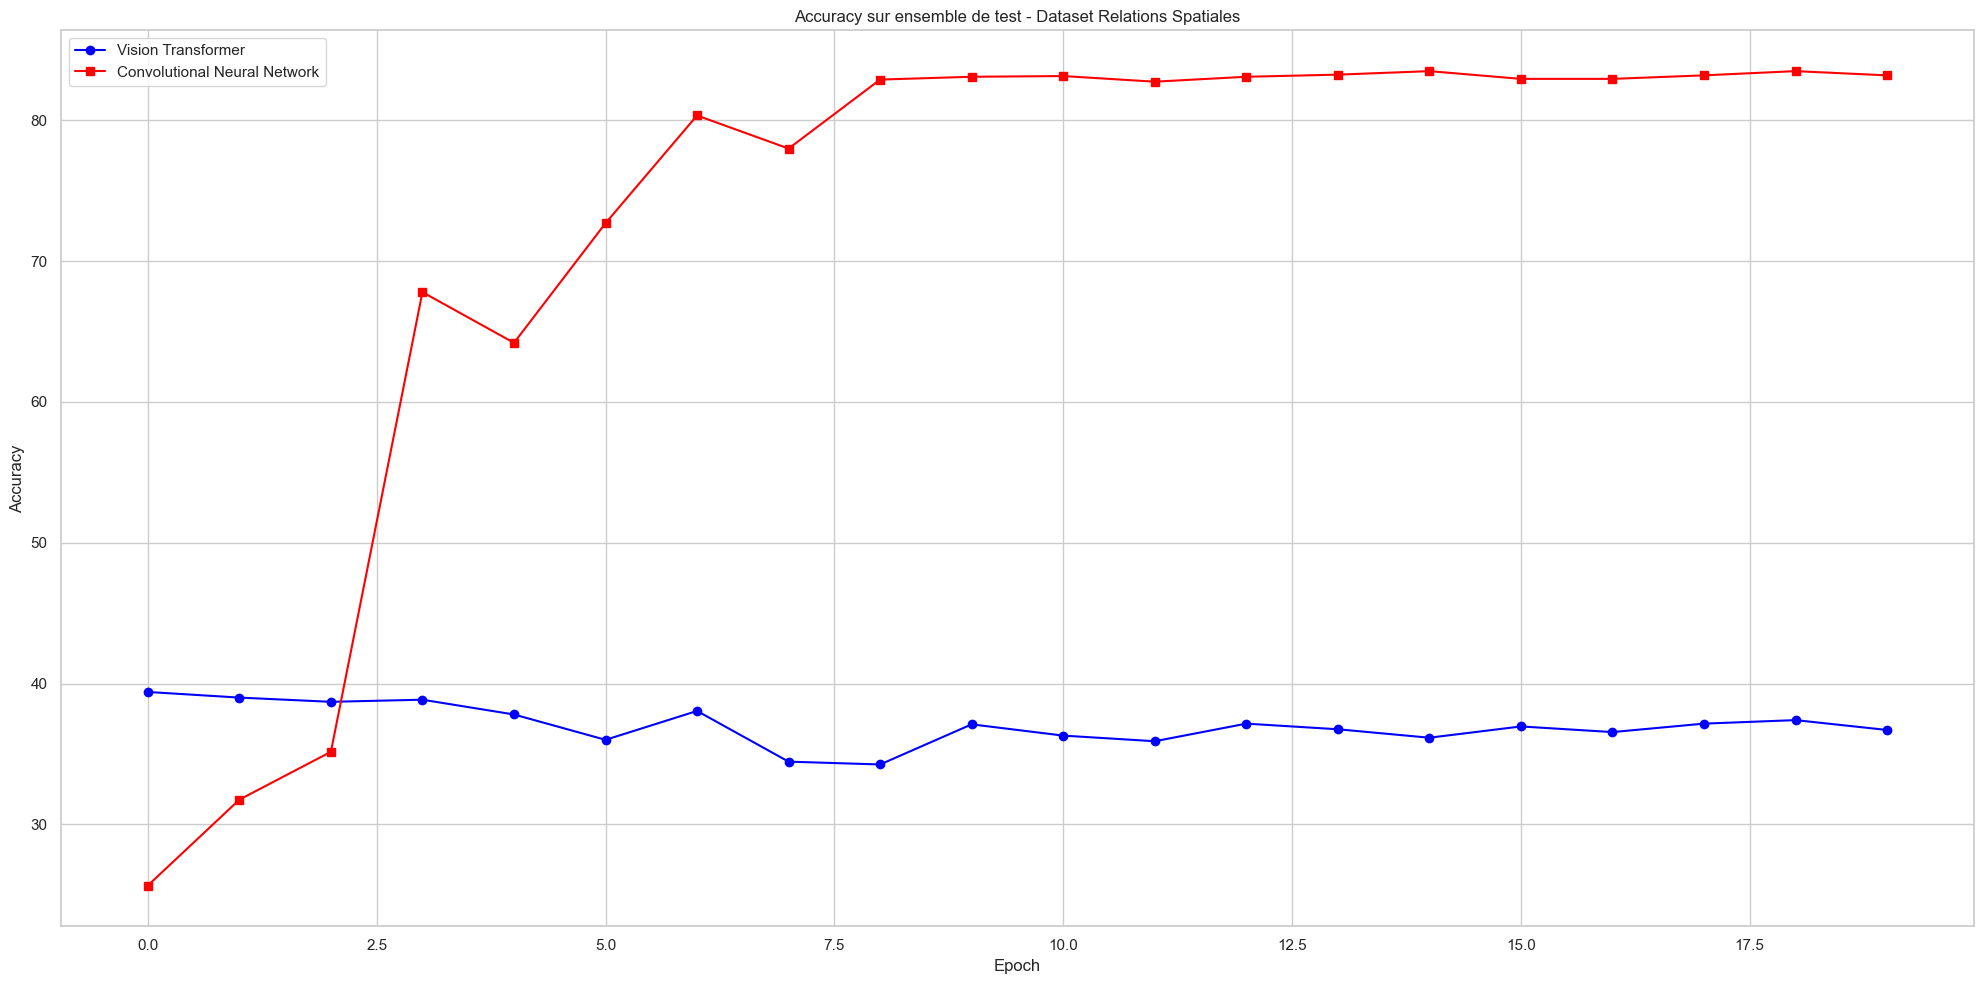 Accuracy sur ensemble de test - Dataset Relations Spatiales
Vision Transformer
Convolutional Neural Network
80
70
60
50
40
30
Accuracy
0.0
2.5
5.0
7.5
10.0
12.5
15.0
17.5
Epoch